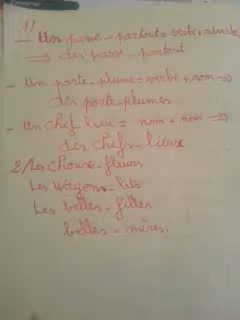 1/
Un passe-partout = verbe + adverbe
⇒ des passe-partout
- Un porte-plume = verbe + nom ⇒
des porte-plumes
- Un chef lieu = nom + nom ⇒
des chefs-lieux
2/ Les choux-fleurs
Les wagons-lits
Les belles-filles
belles-mères.